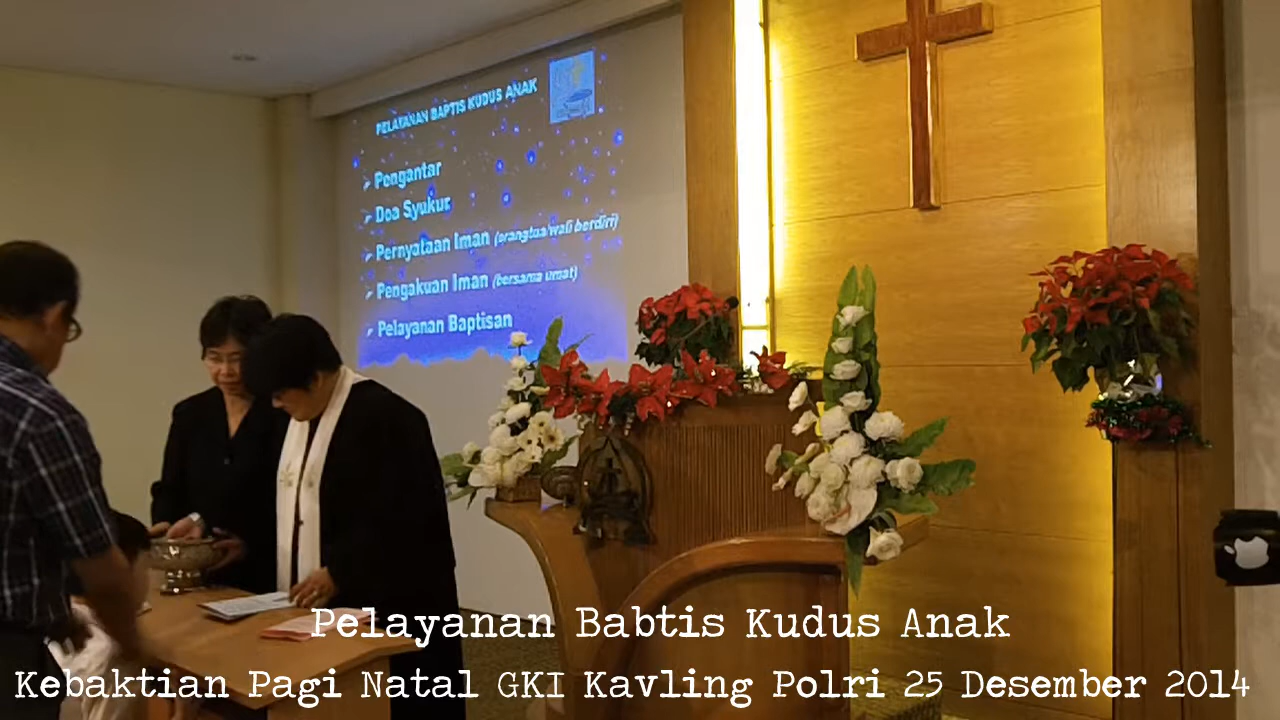 PELAYANAN BAPTIS KUDUS ANAK
Pengantar
Doa Syukur
Pernyataan Iman (orangtua/wali berdiri)
Pengakuan Iman (bersama umat)
Pelayanan Baptisan
Pelayanan Babtis Kudus Anak
Kebaktian Pagi Natal GKI Kavling Polri 25 Desember 2014